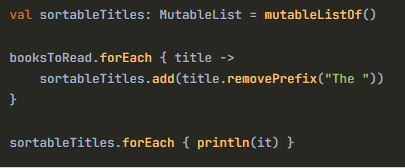 val sortableTitles: MutableList = mutableListOf()
booksToRead.forEach { title ->
    sortableTitles.add(title.removePrefix("The "))
}
sortableTitles.forEach { println(it) }